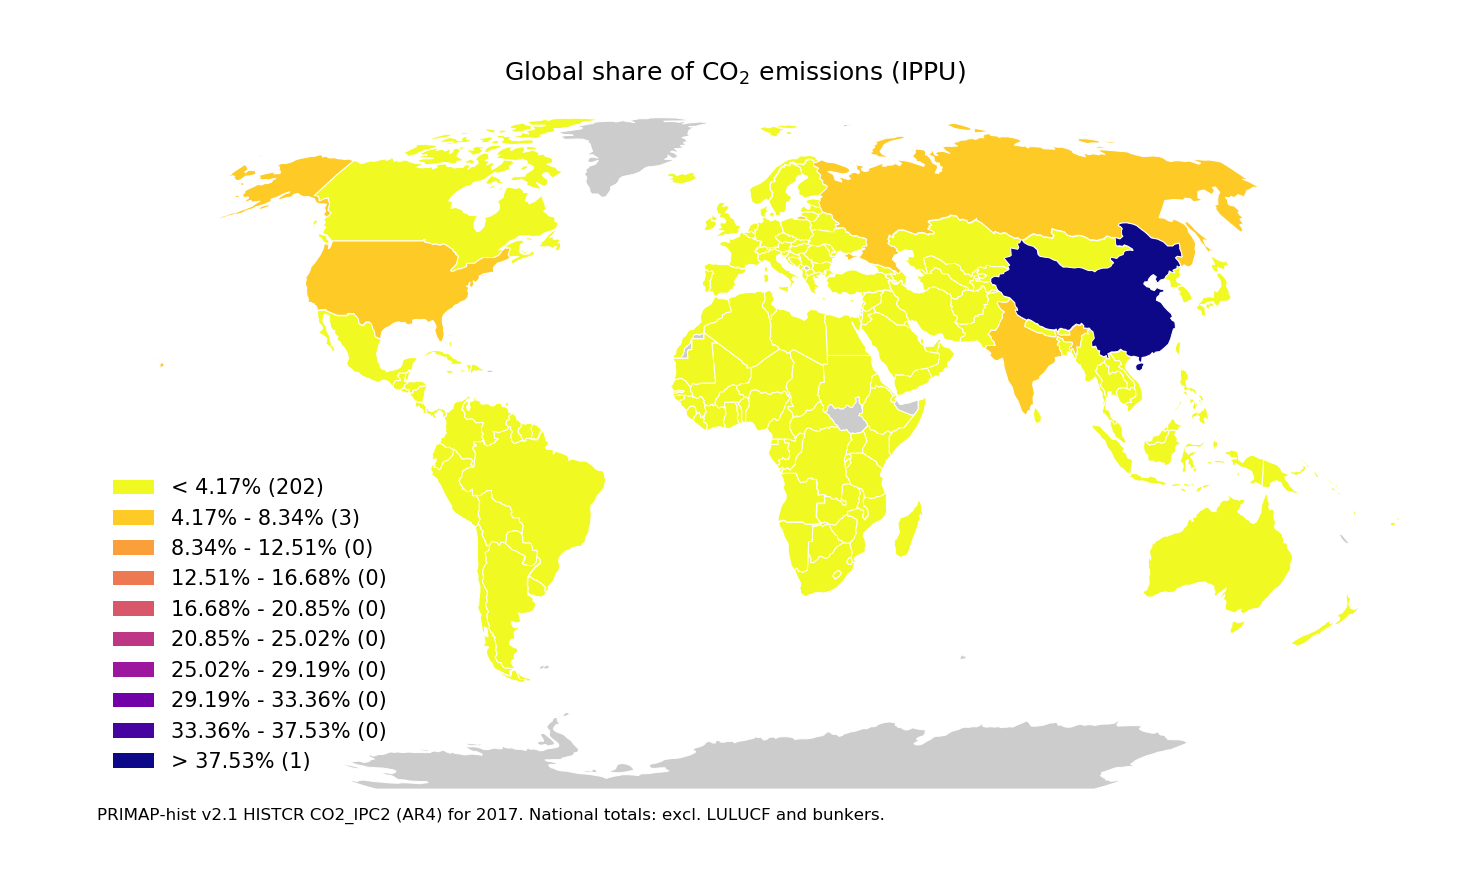 Global share of CO₂ emissions (IPPU)
< 4.17% (202)
4.17% - 8.34% (3)
8.34% - 12.51% (0)
12.51% - 16.68% (0)
16.68% - 20.85% (0)
20.85% - 25.02% (0)
25.02% - 29.19% (0)
29.19% - 33.36% (0)
33.36% - 37.53% (0)
> 37.53% (1)
PRIMAP-hist v2.1 HISTCR CO2_IPC2 (AR4) for 2017. National totals: excl. LULUCF and bunkers.